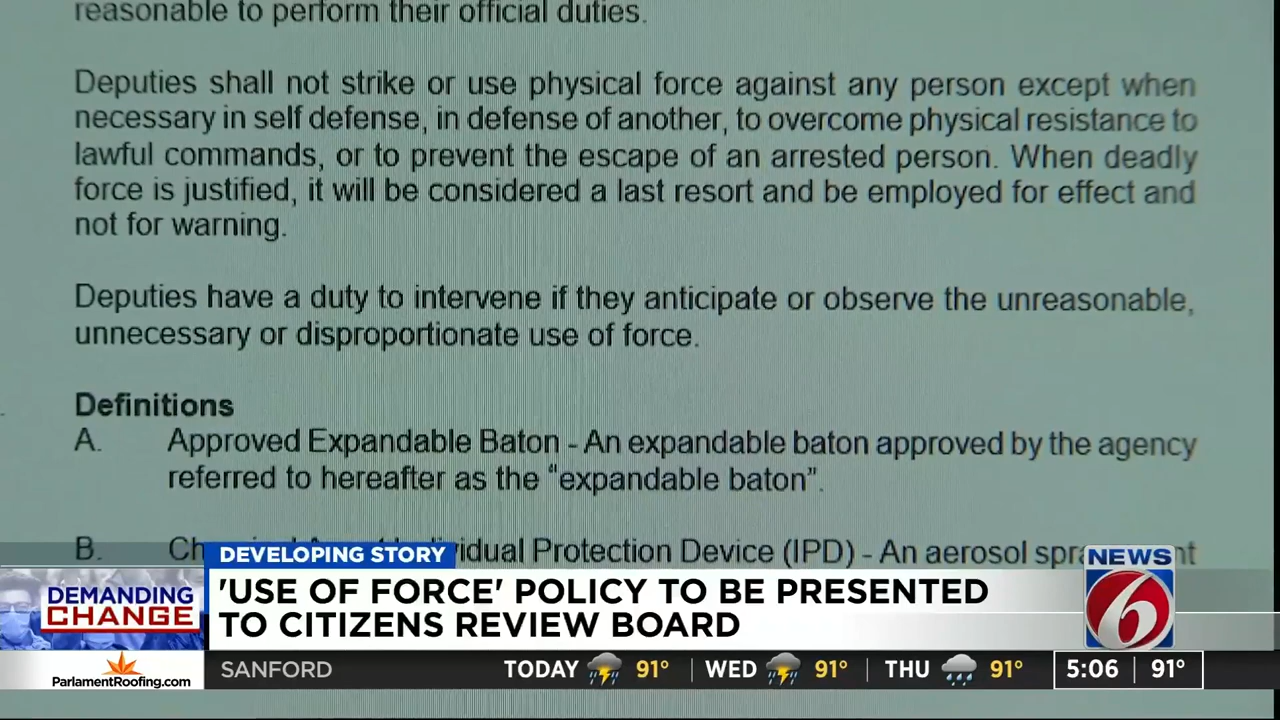 reasonable to perform their official duties.
Deputies shall not strike or use physical force against any person except when
necessary in self defense, in defense of another, to overcome physical resistance to
lawful commands, or to prevent the escape of an arrested person. When deadly
force is justified, it will be considered a last resort and be employed for effect and
not for warning.
Deputies have a duty to intervene if they anticipate or observe the unreasonable,
unnecessary or disproportionate use of force.
Definitions
A. Approved Expandable Baton - An expandable baton approved by the agency
referred to hereafter as the "expandable baton".
B. Protection Device (IPD) - An aerosol
DEVELOPING STORY
'USE OF FORCE' POLICY TO BE PRESENTED
TO CITIZENS REVIEW BOARD
DEMANDING
CHANGE
NEWS
6
ParlamentRoofing.com
SANFORD TODAY 91° WED 91° THU 91° 5:06 91°